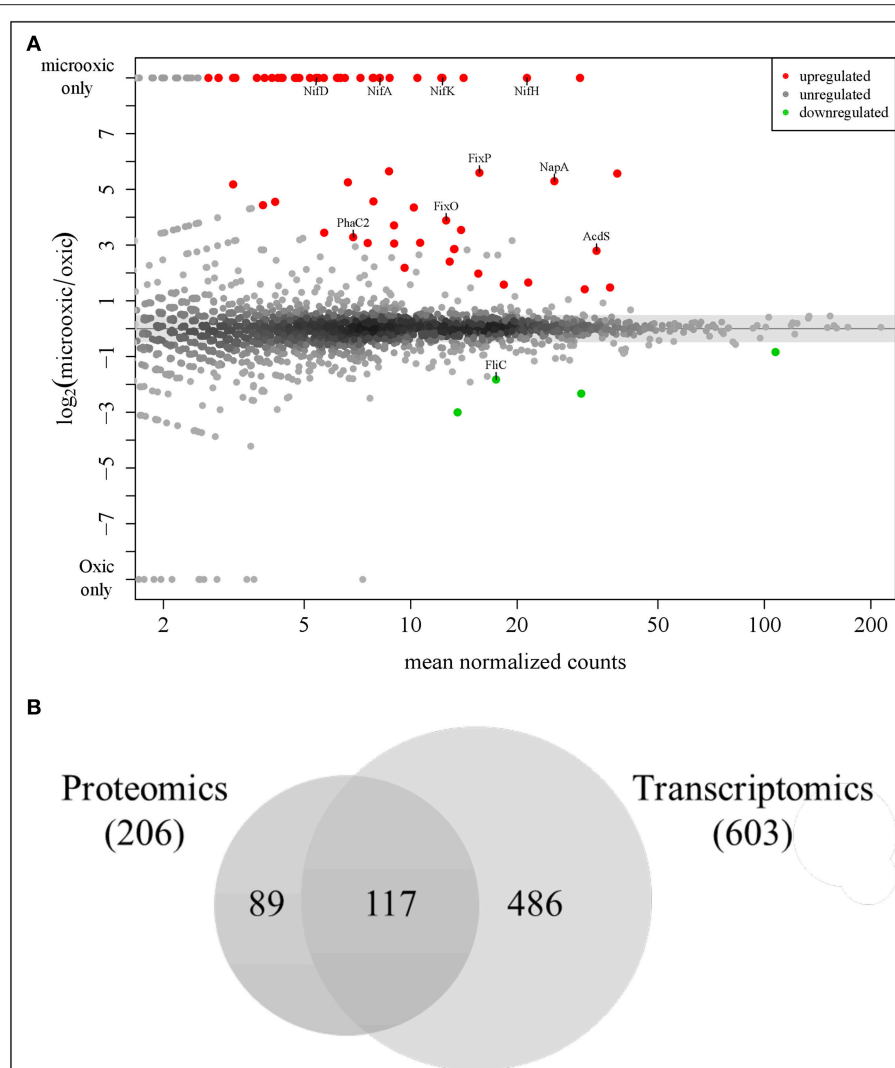 A
microoxic
only
upregulated
unregulated
downregulated
NifD
NifA
NifK
NifH
7
FixP
NapA
5
FixO
PhaC2
AcdS
3
1
−1
FliC
−3
−5
−7
log2(microoxic/oxic)
Oxic
only
2 5 10 20 50 100 200
mean normalized counts
B
Proteomics
(206)
Transcriptomics
(603)
89 117 486